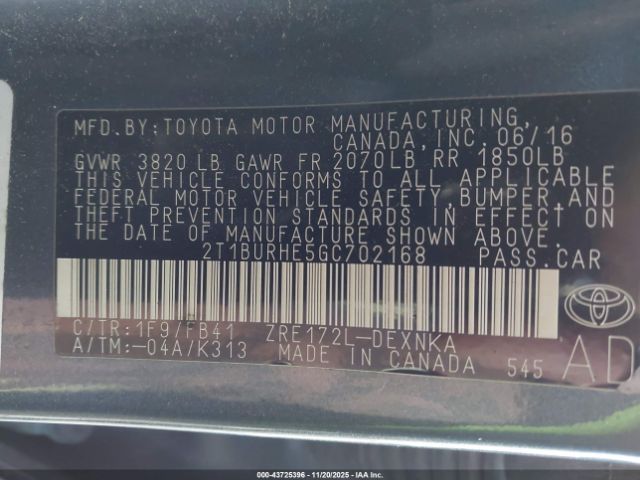 MFD.BY:TOYOTA MOTOR MANUFACTURING,
CANADA,INC. 06/16
GVWR 3820 LB GAWR FR 2070LB RR 1850LB
THIS VEHICLE CONFORMS TO ALL APPLICABLE
FEDERAL MOTOR VEHICLE SAFETY,BUMPER,AND
THEFT PREVENTION STANDARDS IN EFFECT ON
THE DATE OF MANUFACTURE SHOWN ABOVE.
2T1BURHE5GC702168 PASS.CAR
C/TR:1F9/FB41 ZRE172L-DEXNKA
A/TM:-04A/K313 MADE IN CANADA 545
AD
000-43725396 - 11/20/2025 - IAA Inc.